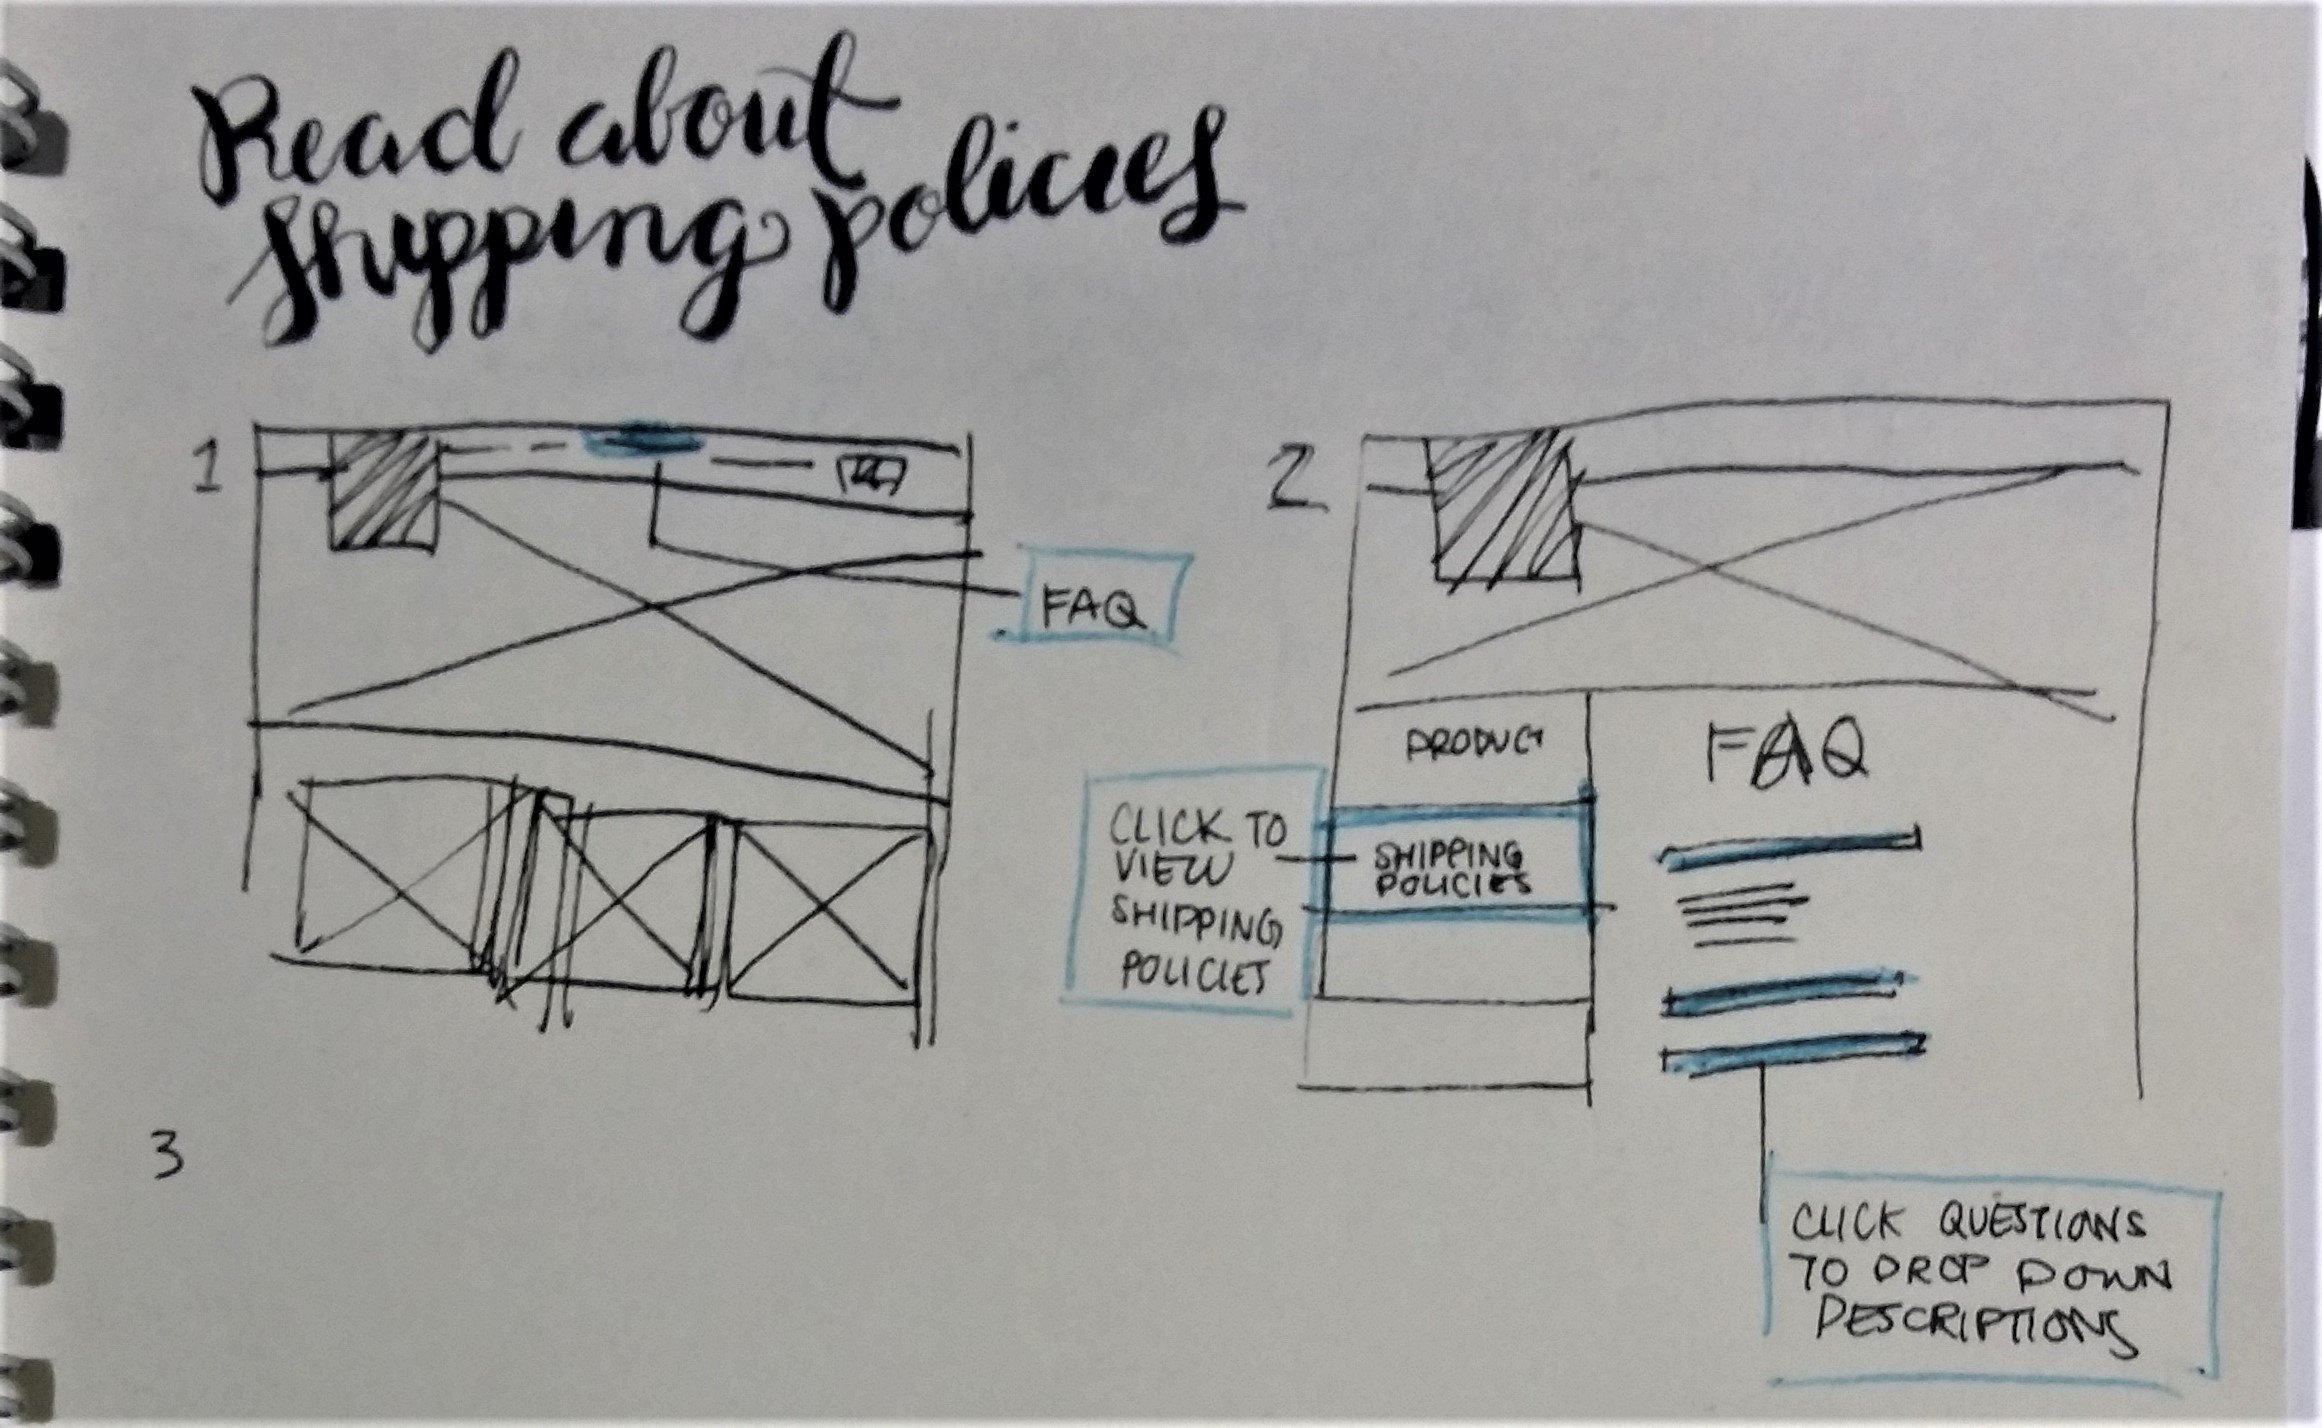 Read about
shipping policies
1
FAQ
2
PRODUCT
FAQ
CLICK TO
VIEW
SHIPPING
POLICIES
SHIPPING
POLICIES
3
CLICK QUESTIONS
TO DROP DOWN
DESCRIPTIONS